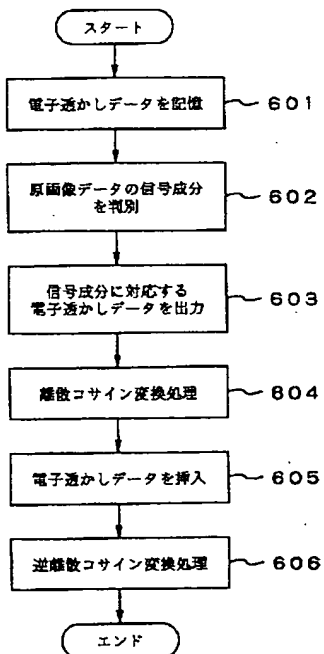 スタート
電子透かしデータを記憶 601
原画像データの信号成分
を判別
602
信号成分に対応する
電子透かしデータを出力
603
離散コサイン変換処理 604
電子透かしデータを挿入 605
逆離散コサイン変換処理 606
エンド